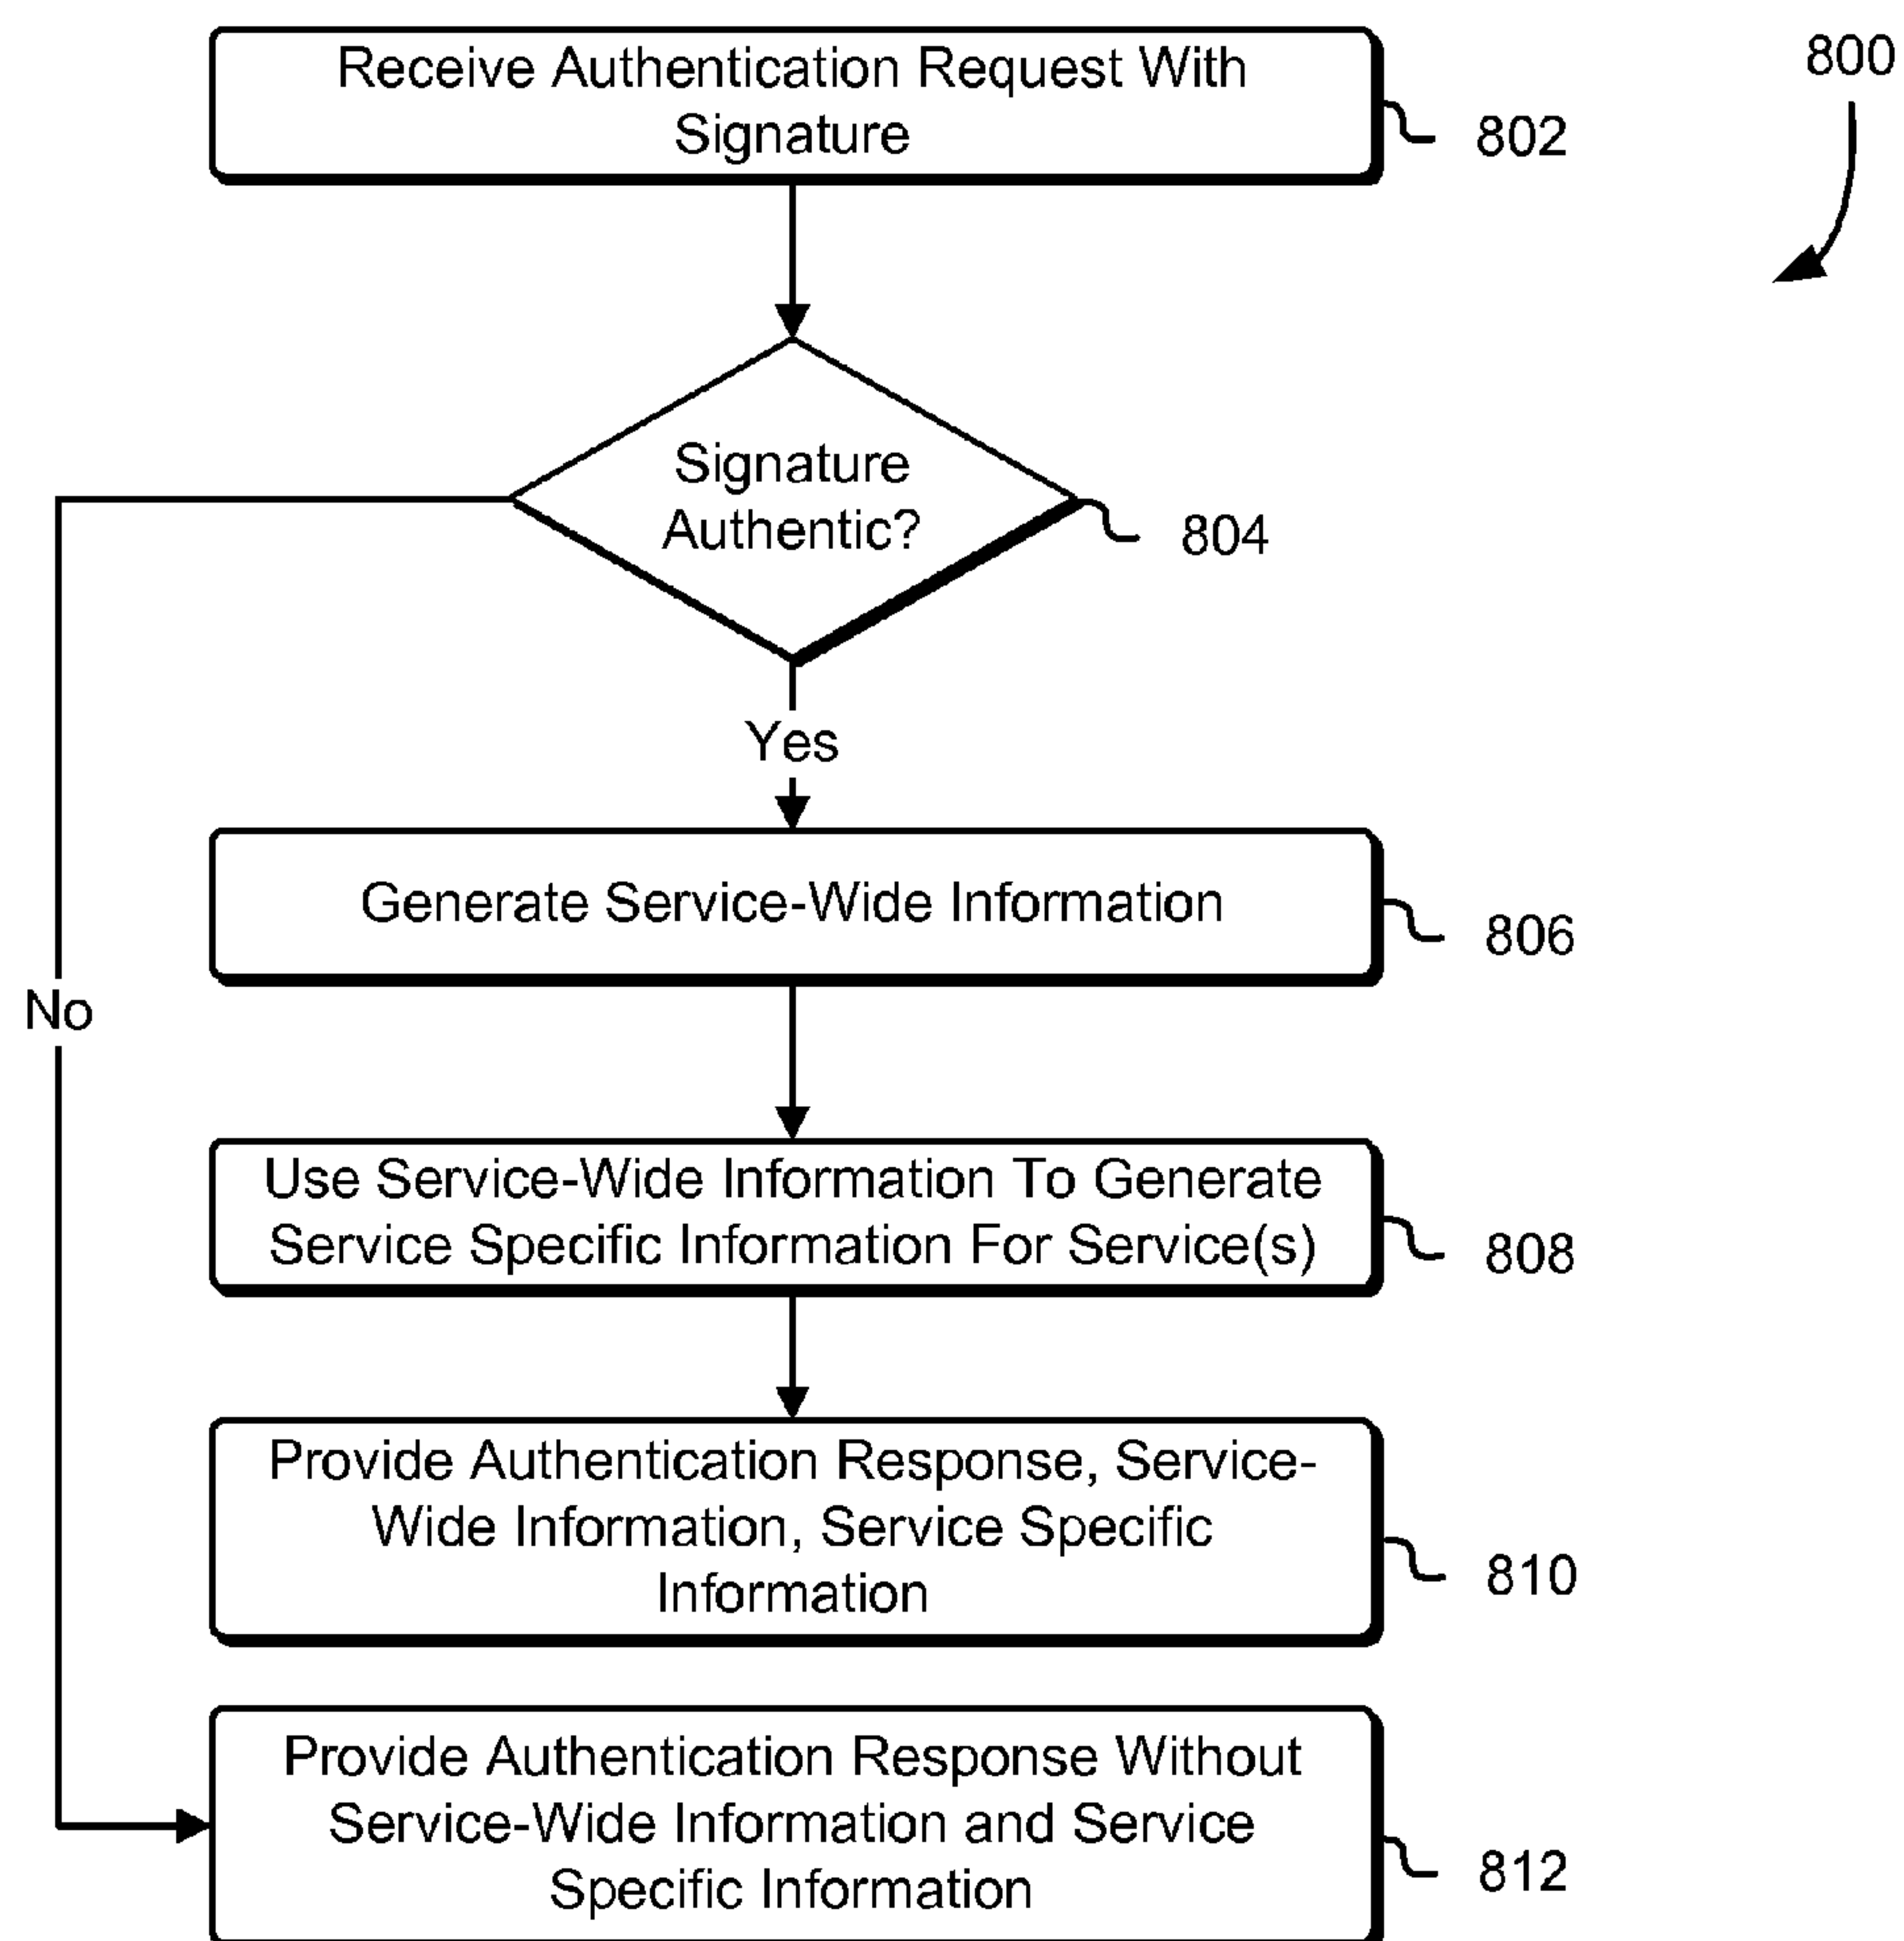 Receive Authentication Request With
Signature
802
800
Signature
Authentic?
804
Yes
Generate Service-Wide Information
806
No
Use Service-Wide Information To Generate
Service Specific Information For Service(s)
808
Provide Authentication Response, Service-
Wide Information, Service Specific
Information
810
Provide Authentication Response Without
Service-Wide Information and Service
Specific Information
812